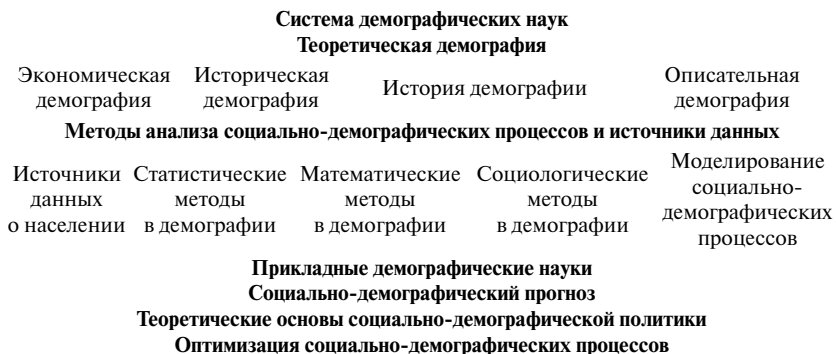 Система демографических наук
Теоретическая демография
Экономическая Историческая
История демографии
Описательная
демография демография демография
Методы анализа социально-демографических процессов и источники данных
Источники Статистические Математические Социологические Моделирование
данных методы методы методы социально-
о населении в демографии в демографии в демографии демографических
процессов
Прикладные демографические науки
Социально-демографический прогноз
Теоретические основы социально-демографической политики
Оптимизация социально-демографических процессов